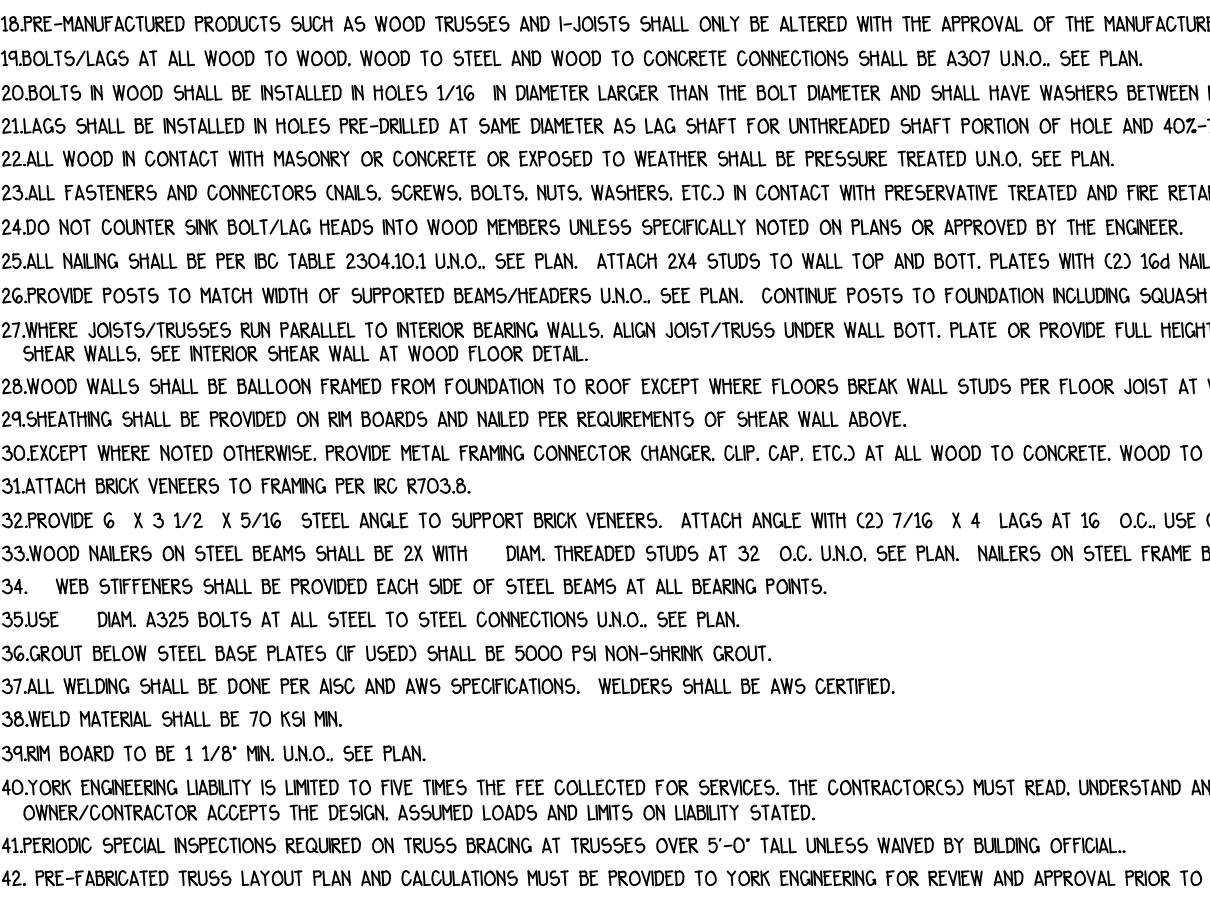 18.PRE-MANUFACTURED PRODUCTS SUCH AS WOOD TRUSSES AND I-JOISTS SHALL ONLY BE ALTERED WITH THE APPROVAL OF THE MANUFACTURE
19.BOLTS/LAGS AT ALL WOOD TO WOOD, WOOD TO STEEL AND WOOD TO CONCRETE CONNECTIONS SHALL BE A307 U.N.O., SEE PLAN.
20.BOLTS IN WOOD SHALL BE INSTALLED IN HOLES 1/16 IN DIAMETER LARGER THAN THE BOLT DIAMETER AND SHALL HAVE WASHERS BETWEEN
21.LAGS SHALL BE INSTALLED IN HOLES PRE-DRILLED AT SAME DIAMETER AS LAG SHAFT FOR UNTHREADED SHAFT PORTION OF HOLE AND 40%-
22.ALL WOOD IN CONTACT WITH MASONRY OR CONCRETE OR EXPOSED TO WEATHER SHALL BE PRESSURE TREATED U.N.O, SEE PLAN.
23.ALL FASTENERS AND CONNECTORS (NAILS, SCREWS, BOLTS, NUTS, WASHERS, ETC.) IN CONTACT WITH PRESERVATIVE TREATED AND FIRE RETA
24.DO NOT COUNTER SINK BOLT/LAG HEADS INTO WOOD MEMBERS UNLESS SPECIFICALLY NOTED ON PLANS OR APPROVED BY THE ENGINEER.
25.ALL NAILING SHALL BE PER IBC TABLE 2304.10.1 U.N.O., SEE PLAN. ATTACH 2X4 STUDS TO WALL TOP AND BOTT. PLATES WITH (2) 16d NAIL
26.PROVIDE POSTS TO MATCH WIDTH OF SUPPORTED BEAMS/HEADERS U.N.O., SEE PLAN. CONTINUE POSTS TO FOUNDATION INCLUDING SQUASH
27.WHERE JOISTS/TRUSSES RUN PARALLEL TO INTERIOR BEARING WALLS, ALIGN JOIST/TRUSS UNDER WALL BOTT. PLATE OR PROVIDE FULL HEIGHT
SHEAR WALLS, SEE INTERIOR SHEAR WALL AT WOOD FLOOR DETAIL.
28.WOOD WALLS SHALL BE BALLOON FRAMED FROM FOUNDATION TO ROOF EXCEPT WHERE FLOORS BREAK WALL STUDS PER FLOOR JOIST AT
29.SHEATHING SHALL BE PROVIDED ON RIM BOARDS AND NAILED PER REQUIREMENTS OF SHEAR WALL ABOVE.
30.EXCEPT WHERE NOTED OTHERWISE, PROVIDE METAL FRAMING CONNECTOR (HANGER, CLIP, CAP, ETC.) AT ALL WOOD TO CONCRETE, WOOD TO
31.ATTACH BRICK VENEERS TO FRAMING PER IRC R703.8.
32.PROVIDE 6 X 3 1/2 X 5/16 STEEL ANGLE TO SUPPORT BRICK VENEERS. ATTACH ANGLE WITH (2) 7/16 X 4 LAGS AT 16 O.C., USE
33.WOOD NAILERS ON STEEL BEAMS SHALL BE 2X WITH DIAM. THREADED STUDS AT 32 O.C. U.N.O, SEE PLAN. NAILERS ON STEEL FRAME B
34. WEB STIFFENERS SHALL BE PROVIDED EACH SIDE OF STEEL BEAMS AT ALL BEARING POINTS.
35.USE DIAM. A325 BOLTS AT ALL STEEL TO STEEL CONNECTIONS U.N.O., SEE PLAN.
36.GROUT BELOW STEEL BASE PLATES (IF USED) SHALL BE 5000 PSI NON-SHRINK GROUT.
37.ALL WELDING SHALL BE DONE PER AISC AND AWS SPECIFICATIONS. WELDERS SHALL BE AWS CERTIFIED.
38.WELD MATERIAL SHALL BE 70 KSI MIN.
39.RIM BOARD TO BE 1 1/8" MIN. U.N.O., SEE PLAN.
40.YORK ENGINEERING LIABILITY IS LIMITED TO FIVE TIMES THE FEE COLLECTED FOR SERVICES. THE CONTRACTOR(S) MUST READ, UNDERSTAND AN
OWNER/CONTRACTOR ACCEPTS THE DESIGN, ASSUMED LOADS AND LIMITS ON LIABILITY STATED.
41.PERIODIC SPECIAL INSPECTIONS REQUIRED ON TRUSS BRACING AT TRUSSES OVER 5'-0" TALL UNLESS WAIVED BY BUILDING OFFICIAL..
42. PRE-FABRICATED TRUSS LAYOUT PLAN AND CALCULATIONS MUST BE PROVIDED TO YORK ENGINEERING FOR REVIEW AND APPROVAL PRIOR TO